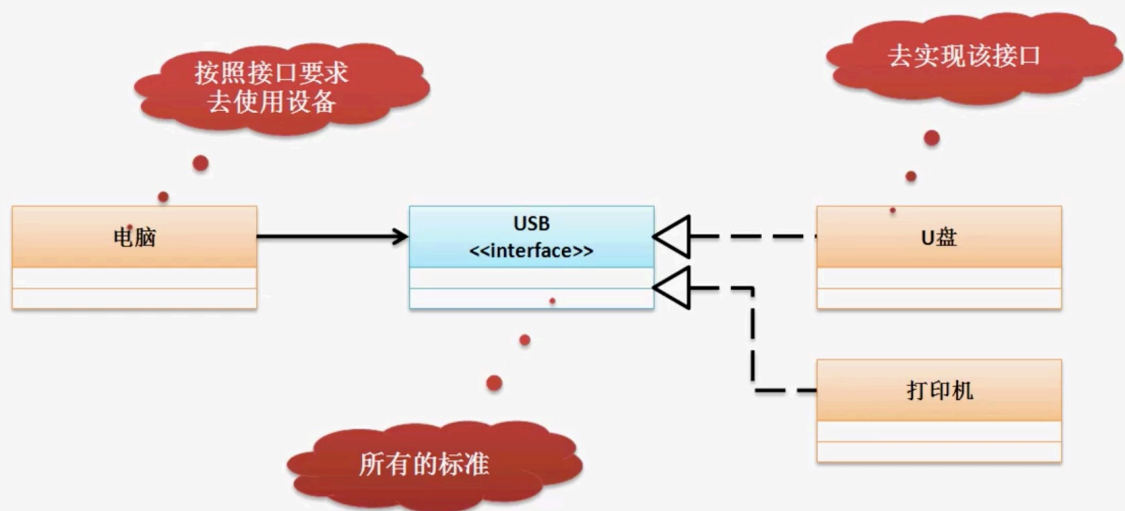 按照接口要求
去使用设备
去实现该接口
电脑
USB
<<interface>>
U盘
打印机
所有的标准